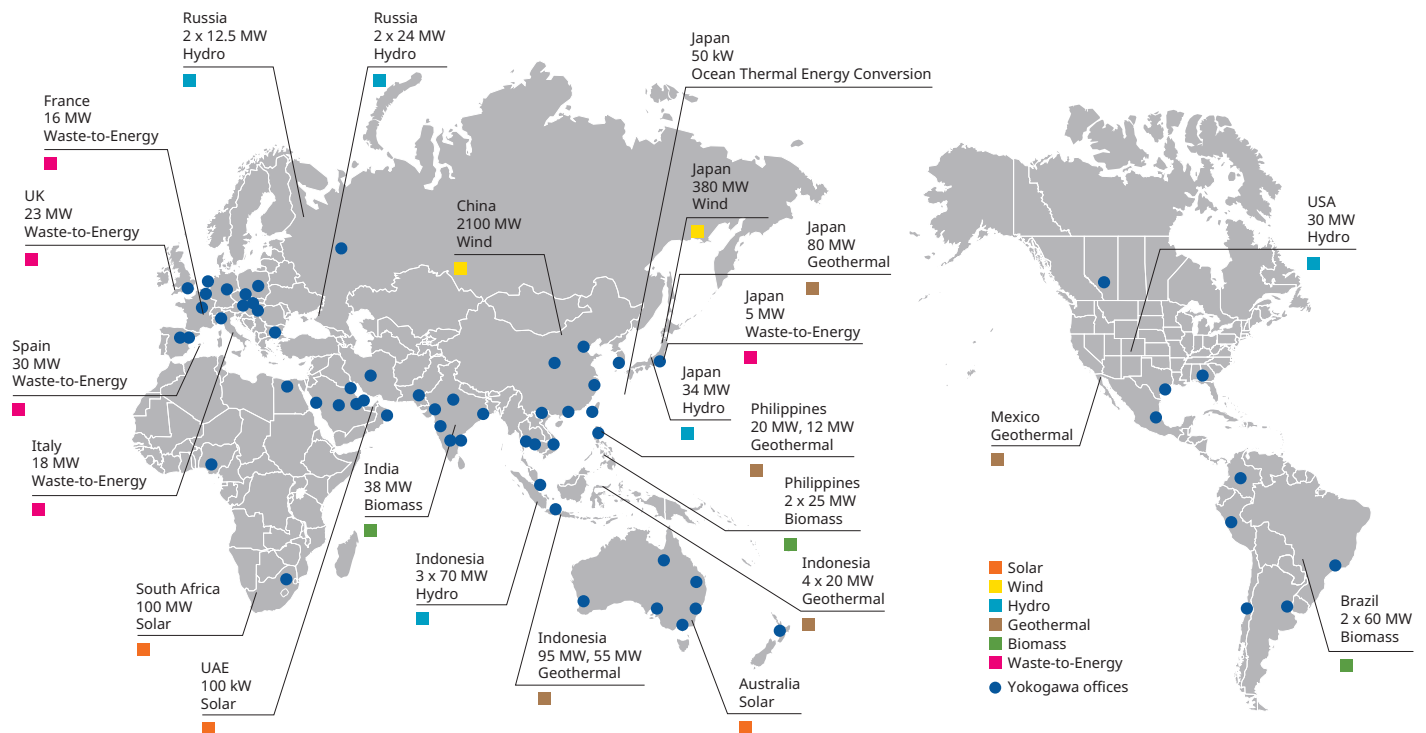 Russia
2 x 12.5 MW
Hydro
Russia
2 x 24 MW
Hydro
Japan
50 kW
Ocean Thermal Energy Conversion
France
16 MW
Waste-to-Energy
UK
23 MW
Waste-to-Energy
China
2100 MW
Wind
Japan
380 MW
Wind
Japan
80 MW
Geothermal
USA
30 MW
Hydro
Japan
5 MW
Waste-to-Energy
Spain
30 MW
Waste-to-Energy
Japan
34 MW
Hydro
Philippines
20 MW, 12 MW
Geothermal
Mexico
Geothermal
Italy
18 MW
Waste-to-Energy
India
38 MW
Biomass
Philippines
2 x 25 MW
Biomass
Indonesia
3 x 70 MW
Hydro
Indonesia
4 x 20 MW
Geothermal
South Africa
100 MW
Solar
Indonesia
95 MW, 55 MW
Geothermal
UAE
100 kW
Solar
Australia
Solar
Solar
Wind
Hydro
Geothermal
Biomass
Waste-to-Energy
Yokogawa offices
Brazil
2 x 60 MW
Biomass